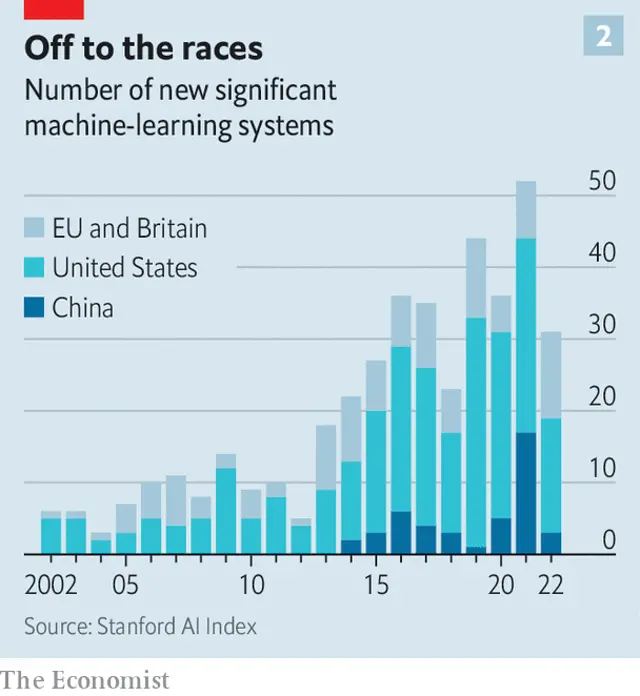 Off to the races
2
Number of new significant
machine-learning systems
50
EU and Britain
40
United States
China
30
20
10
0
2002 05 10 15 20 22
Source: Stanford AI Index
The Economist